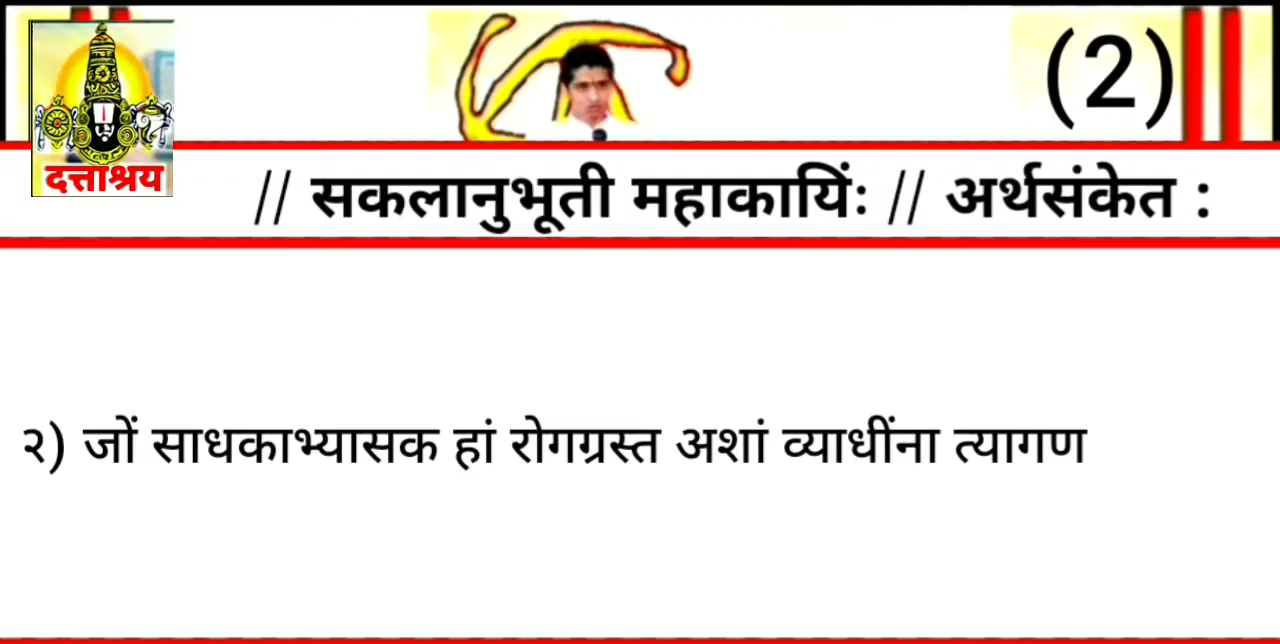 (2)
दत्ताश्रय
// सकलानुभूती महाकायिंः // अर्थसंकेत :
२) जों साधकाभ्यासक हां रोगग्रस्त अशां व्याधींना त्यागण